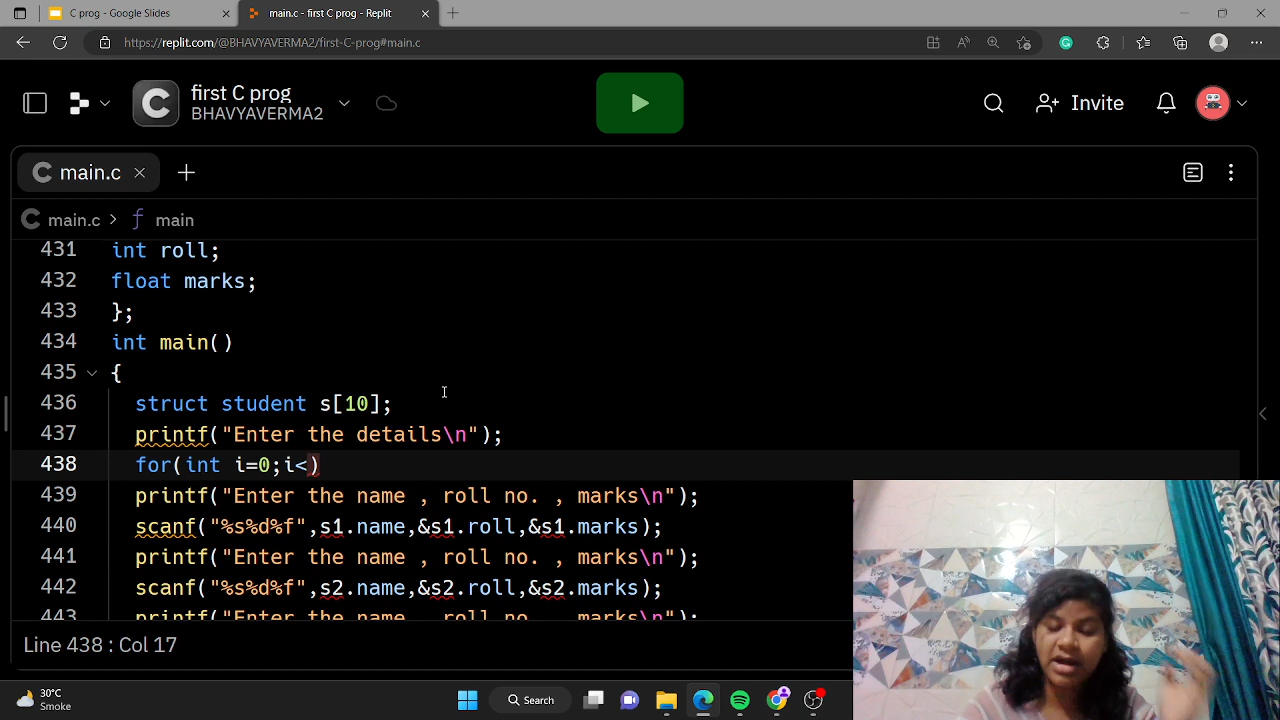 C prog - Google Slides
main.c - first C prog - Replit
https://replit.com/@BHAVYAVERMA2/first-C-prog#main.c
first C prog
BHAVYAVERMA2
Invite
main.c
main.c > main
431 int roll;
432 float marks;
433 };
434 int main()
435 {
436 struct student s[10];
437 printf("Enter the details\n");
438 for(int i=0;i<)
439 printf("Enter the name , roll no. , marks\n");
440 scanf("%s%d%f",s1.name,&s1.roll,&s1.marks);
441 printf("Enter the name , roll no. , marks\n");
442 scanf("%s%d%f",s2.name,&s2.roll,&s2.marks);
443 printf("Enter the name , roll no. , marks\n");
Line 438 : Col 17
30°C
Smoke
Search